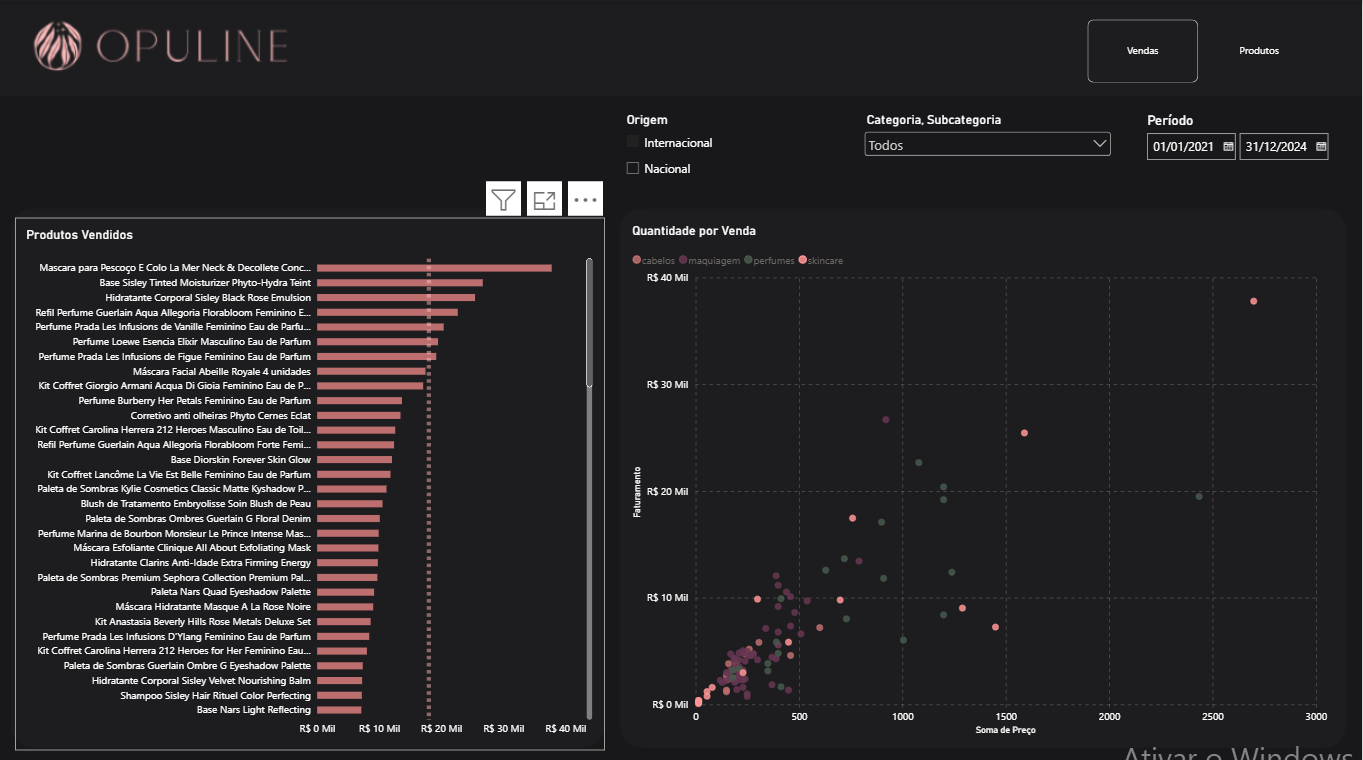 OPULINE
Vendas
Produtos
Origem
Internacional
Nacional
Categoria, Subcategoria
Todos
Período
01/01/2021
31/12/2024
Produtos Vendidos
Mascara para Pescoço E Colo La Mer Neck & Decollete Conc...
Base Sisley Tinted Moisturizer Phyto-Hydra Teint
Hidratante Corporal Sisley Black Rose Emulsion
Refil Perfume Guerlain Aqua Allegoria Florabloom Feminino E...
Perfume Prada Les Infusions de Vanille Feminino Eau de Parfu...
Perfume Loewe Esencia Elixir Masculino Eau de Parfum
Perfume Prada Les Infusions de Figue Feminino Eau de Parfum
Máscara Facial Abeille Royale 4 unidades
Kit Coffret Giorgio Armani Acqua Di Gioia Feminino Eau de P...
Perfume Burberry Her Petals Feminino Eau de Parfum
Corretivo anti olheiras Phyto Cernes Eclat
Kit Coffret Carolina Herrera 212 Heroes Masculino Eau de Toil...
Refil Perfume Guerlain Aqua Allegoria Florabloom Forte Femi...
Base Diorskin Forever Skin Glow
Kit Coffret Lancôme La Vie Est Belle Feminino Eau de Parfum
Paleta de Sombras Kylie Cosmetics Classic Matte Kyshadow P...
Blush de Tratamento Embryolisse Soin Blush de Peau
Paleta de Sombras Ombres Guerlain G Floral Denim
Perfume Marina de Bourbon Monsieur Le Prince Intense Mas...
Máscara Esfoliante Clinique All About Exfoliating Mask
Hidratante Clarins Anti-Idade Extra Firming Energy
Paleta de Sombras Premium Sephora Collection Premium Pal...
Paleta Nars Quad Eyeshadow Palette
Máscara Hidratante Masque A La Rose Noire
Kit Anastasia Beverly Hills Rose Metals Deluxe Set
Perfume Prada Les Infusions D'Ylang Feminino Eau de Parfum
Kit Coffret Carolina Herrera 212 Heroes for Her Feminino Eau...
Paleta de Sombras Guerlain Ombre G Eyeshadow Palette
Hidratante Corporal Sisley Velvet Nourishing Balm
Shampoo Sisley Hair Rituel Color Perfecting
Base Nars Light Reflecting
R$ 0 Mil R$ 10 Mil R$ 20 Mil R$ 30 Mil R$ 40 Mil
Quantidade por Venda
cabelos maquiagem perfumes skincare
R$ 40 Mil
R$ 30 Mil
R$ 20 Mil
R$ 10 Mil
R$ 0 Mil
Faturamento
0 500 1000 1500 2000 2500 3000
Soma de Preço
Ativar o Windows